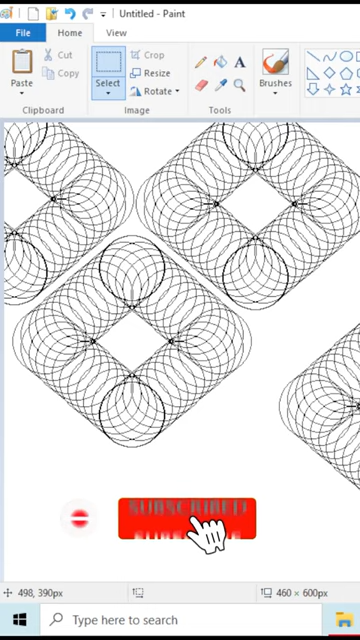 Untitled - Paint
File Home View
Paste
Cut
Copy
Clipboard
Select
Crop
Resize
Rotate
Image
Tools
Brushes
Shapes
SUBSCRIBED
498, 390px
460 × 600px
Type here to search